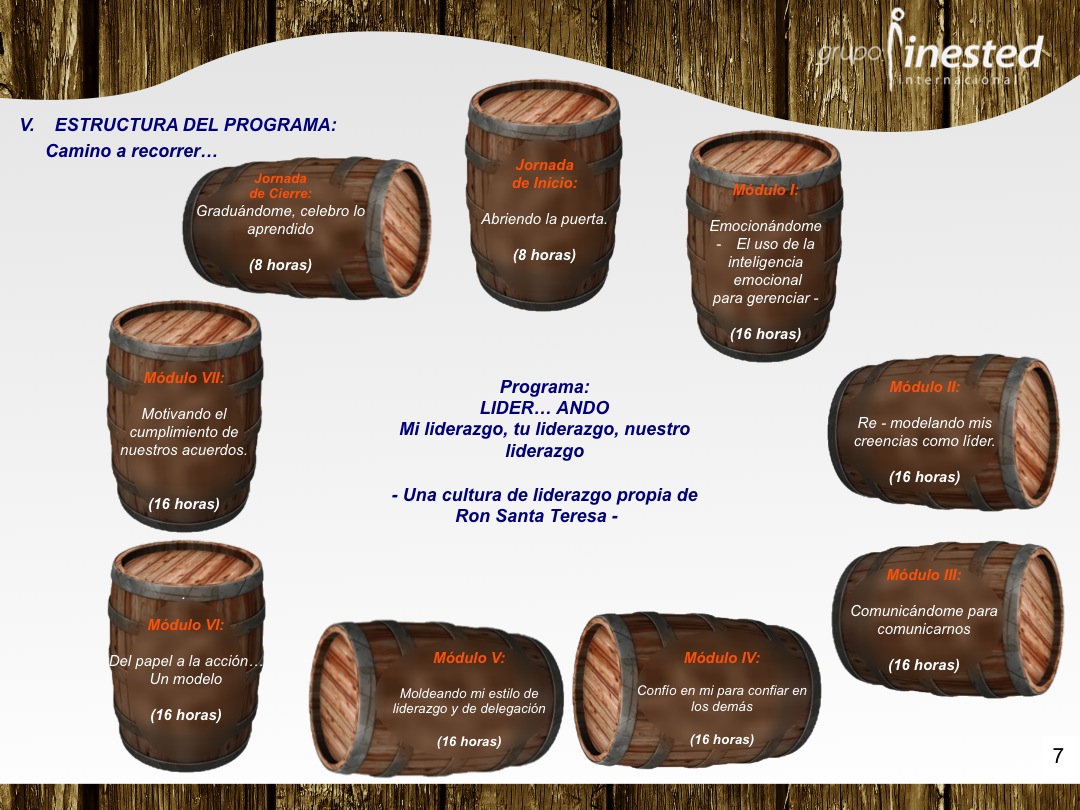 grupo inested
internacional
V. ESTRUCTURA DEL PROGRAMA:
Camino a recorrer…
Jornada
de Inicio:
Abriendo la puerta.
(8 horas)
Módulo I:
Emocionándome
- El uso de la
inteligencia
emocional
para gerenciar -
(16 horas)
Módulo II:
Re - modelando mis
creencias como líder.
(16 horas)
Módulo III:
Comunicándome para
comunicarnos
(16 horas)
Módulo IV:
Confío en mi para confiar en
los demás
(16 horas)
Módulo V:
Moldeando mi estilo de
liderazgo y de delegación
(16 horas)
.
Módulo VI:
Del papel a la acción…
Un modelo
(16 horas)
Módulo VII:
Motivando el
cumplimiento de
nuestros acuerdos.
(16 horas)
Jornada
de Cierre:
Graduándome, celebro lo
aprendido
(8 horas)
Programa:
LIDER… ANDO
Mi liderazgo, tu liderazgo, nuestro
liderazgo
- Una cultura de liderazgo propia de
Ron Santa Teresa -
7